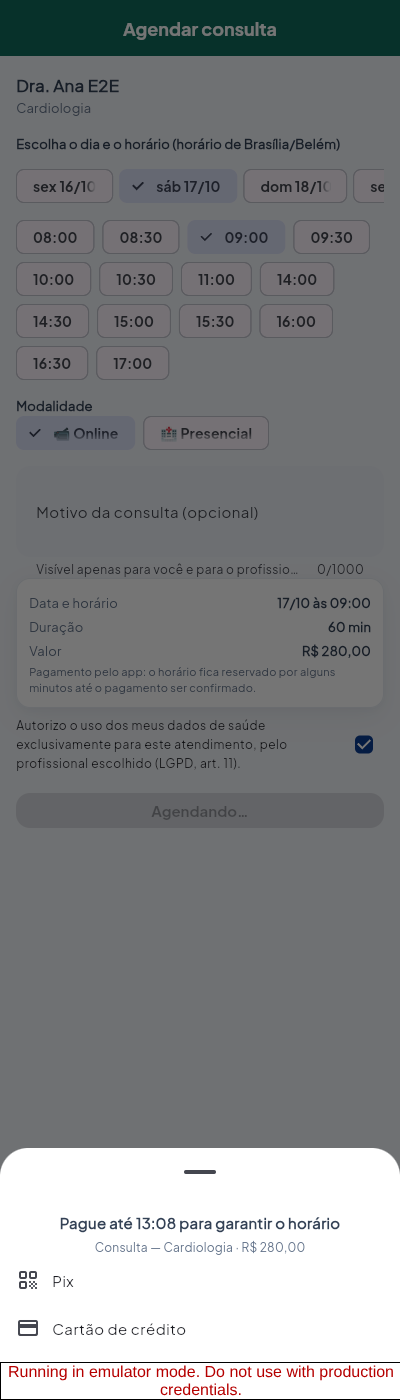 Agendar consulta
Dra. Ana E2E
Cardiologia
Escolha o dia e o horário (horário de Brasília/Belém)
sex 16/10 sáb 17/10 dom 18/10 se
08:00 08:30 09:00 09:30
10:00 10:30 11:00 14:00
14:30 15:00 15:30 16:00
16:30 17:00
Modalidade
Online Presencial
Motivo da consulta (opcional)
Visível apenas para você e para o profissio... 0/1000
Data e horário 17/10 às 09:00
Duração 60 min
Valor R$ 280,00
Pagamento pelo app: o horário fica reservado por alguns
minutos até o pagamento ser confirmado.
Autorizo o uso dos meus dados de saúde
exclusivamente para este atendimento, pelo
profissional escolhido (LGPD, art. 11).
Agendando...
Pague até 13:08 para garantir o horário
Consulta — Cardiologia · R$ 280,00
Pix
Cartão de crédito
Running in emulator mode. Do not use with production
credentials.